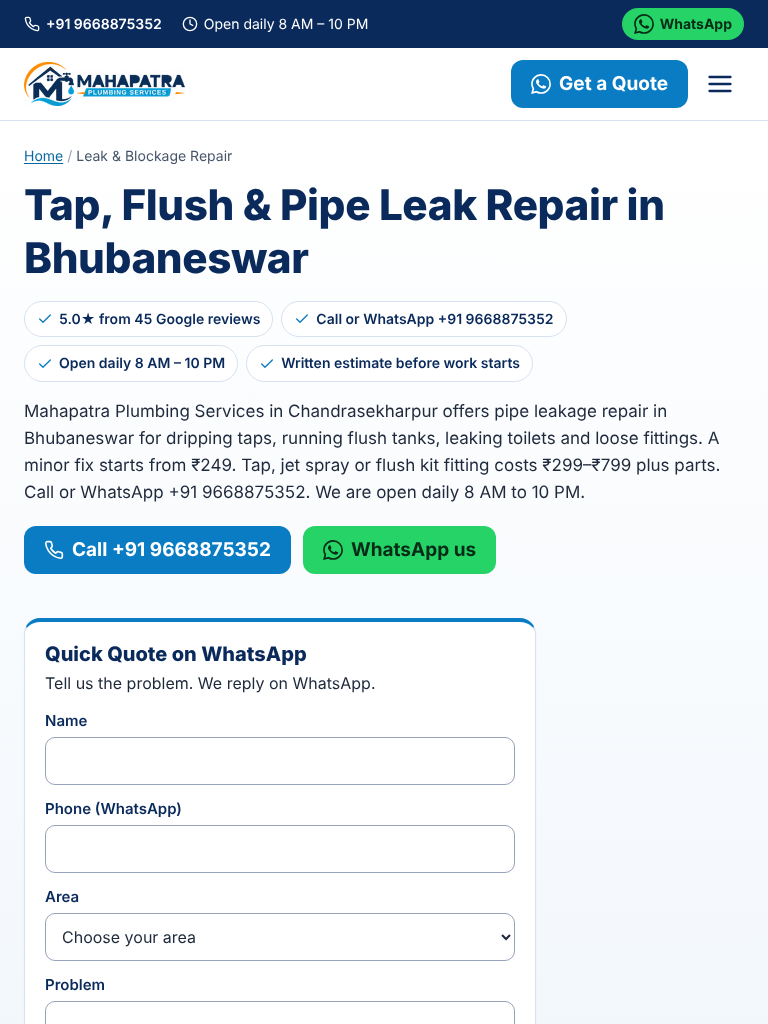 +91 9668875352 Open daily 8 AM – 10 PM WhatsApp
MAHAPATRA
PLUMBING SERVICES
Get a Quote
Home / Leak & Blockage Repair
Tap, Flush & Pipe Leak Repair in
Bhubaneswar
5.0★ from 45 Google reviews Call or WhatsApp +91 9668875352
Open daily 8 AM – 10 PM Written estimate before work starts
Mahapatra Plumbing Services in Chandrasekharpur offers pipe leakage repair in
Bhubaneswar for dripping taps, running flush tanks, leaking toilets and loose fittings. A
minor fix starts from ₹249. Tap, jet spray or flush kit fitting costs ₹299–₹799 plus parts.
Call or WhatsApp +91 9668875352. We are open daily 8 AM to 10 PM.
Call +91 9668875352 WhatsApp us
Quick Quote on WhatsApp
Tell us the problem. We reply on WhatsApp.
Name
Phone (WhatsApp)
Area
Choose your area
Problem